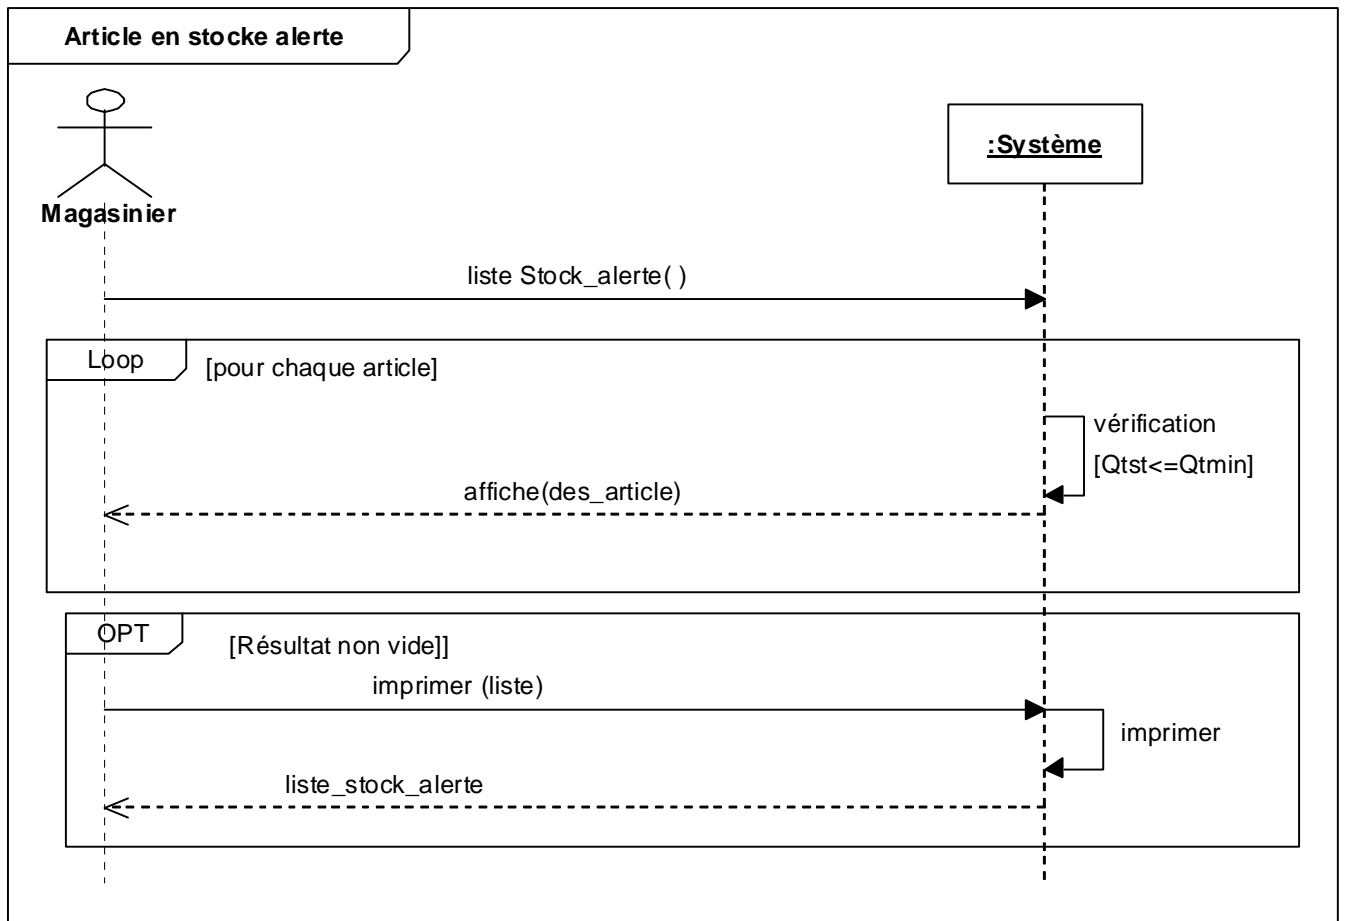 Article en stocke alerte
:Système
Magasinier
liste Stock_alerte( )
Loop
[pour chaque article]
vérification
[Qtst<=Qtmin]
affiche(des_article)
OPT
[Résultat non vide]]
imprimer (liste)
imprimer
liste_stock_alerte